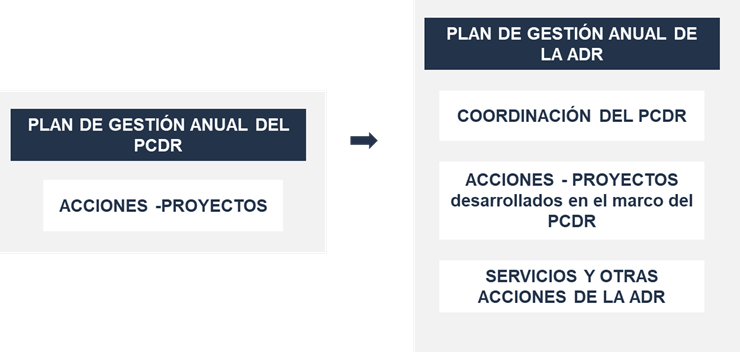 PLAN DE GESTIÓN ANUAL DEL
PCDR
ACCIONES -PROYECTOS
PLAN DE GESTIÓN ANUAL DE
LA ADR
COORDINACIÓN DEL PCDR
ACCIONES - PROYECTOS
desarrollados en el marco del
PCDR
SERVICIOS Y OTRAS
ACCIONES DE LA ADR